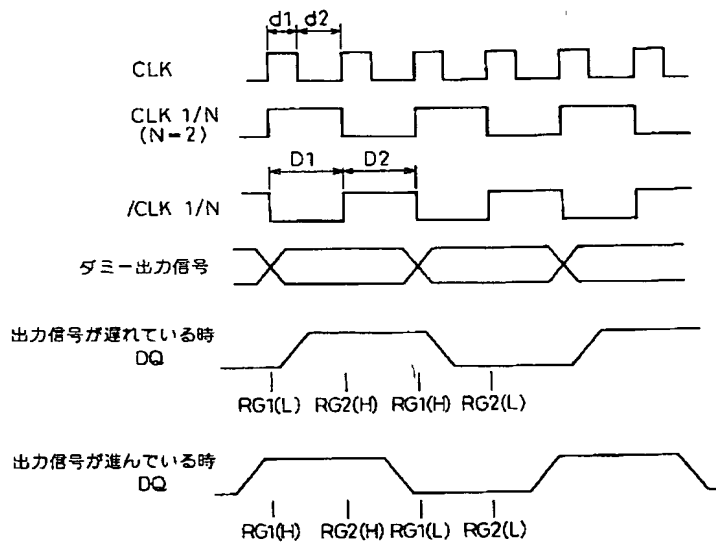 d1 d2
CLK
CLK 1/N
(N=2)
D1 D2
/CLK 1/N
ダミー出力信号
出力信号が遅れている時
DQ
RG1(L) RG2(H) RG1(H) RG2(L)
出力信号が進んでいる時
DQ
RG1(H) RG2(H) RG1(L) RG2(L)